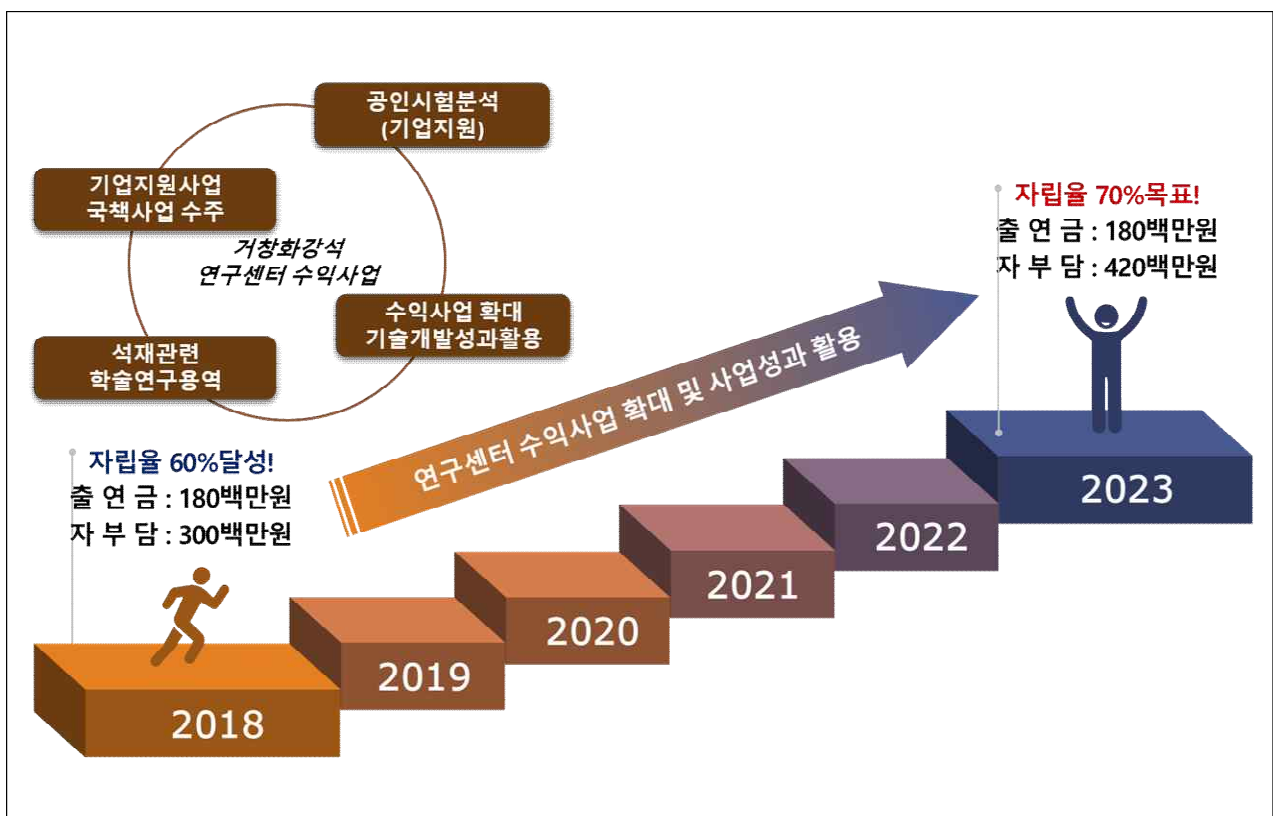 공인시험분석
(기업지원)
기업지원사업
국책사업 수주
거창화강석
연구센터 수익사업
수익사업 확대
기술개발성과활용
석재관련
학술연구용역
자립율 70%목표!
출 연 금 : 180백만원
자 부 담 : 420백만원
연구센터 수익사업 확대 및 사업성과 활용
자립율 60%달성!
출 연 금 : 180백만원
자 부 담 : 300백만원
2018
2019
2020
2021
2022
2023